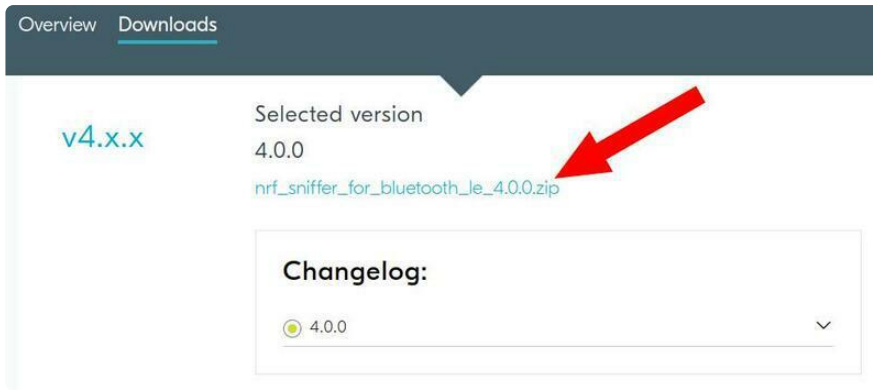 Overview Downloads
v4.x.x
Selected version
4.0.0
nrf_sniffer_for_bluetooth_le_4.0.0.zip
Changelog:
4.0.0